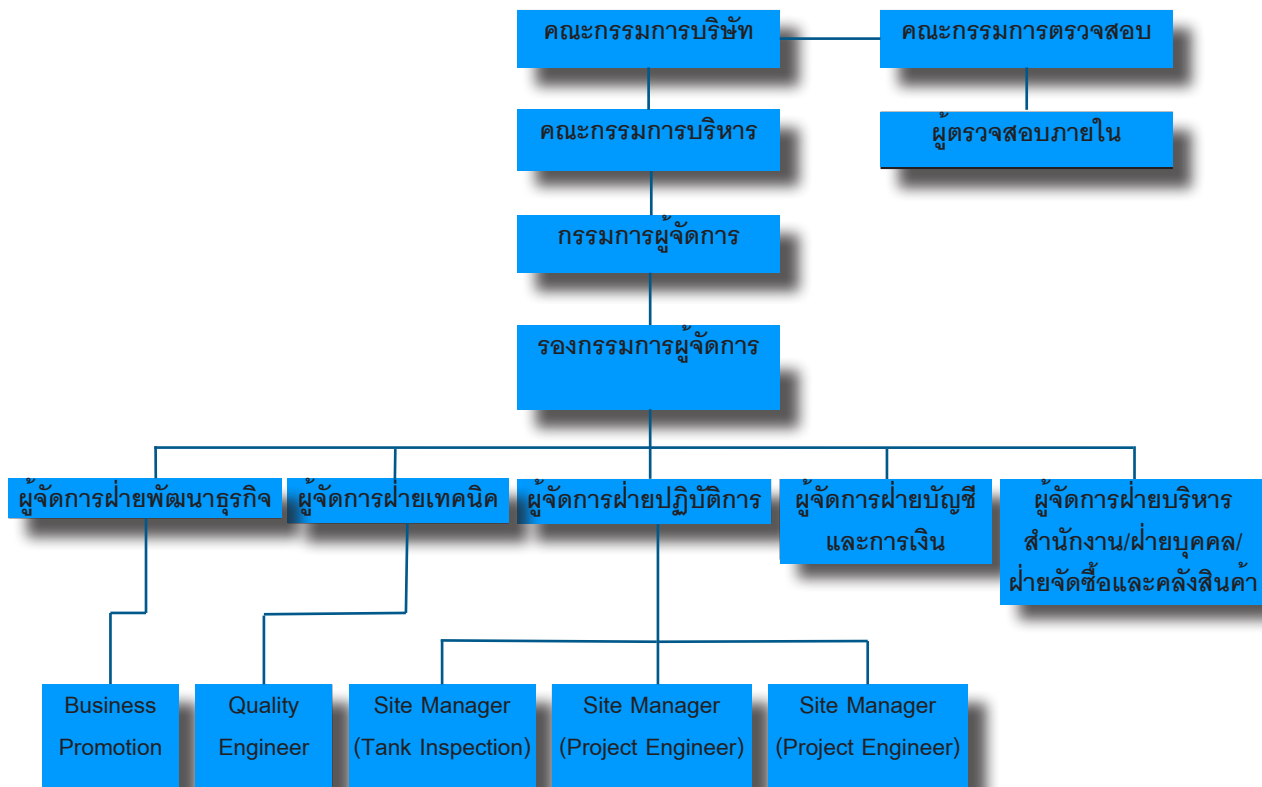 คณะกรรมการบริษัท
คณะกรรมการตรวจสอบ
คณะกรรมการบริหาร
ผู้ตรวจสอบภายใน
กรรมการผู้จัดการ
รองกรรมการผู้จัดการ
ผู้จัดการฝ่ายพัฒนาธุรกิจ
ผู้จัดการฝ่ายเทคนิค
ผู้จัดการฝ่ายปฏิบัติการ
ผู้จัดการฝ่ายบัญชี
และการเงิน
ผู้จัดการฝ่ายบริหาร
สำนักงาน/ฝ่ายบุคคล/
ฝ่ายจัดซื้อและคลังสินค้า
Business
Promotion
Quality
Engineer
Site Manager
(Tank Inspection)
Site Manager
(Project Engineer)
Site Manager
(Project Engineer)